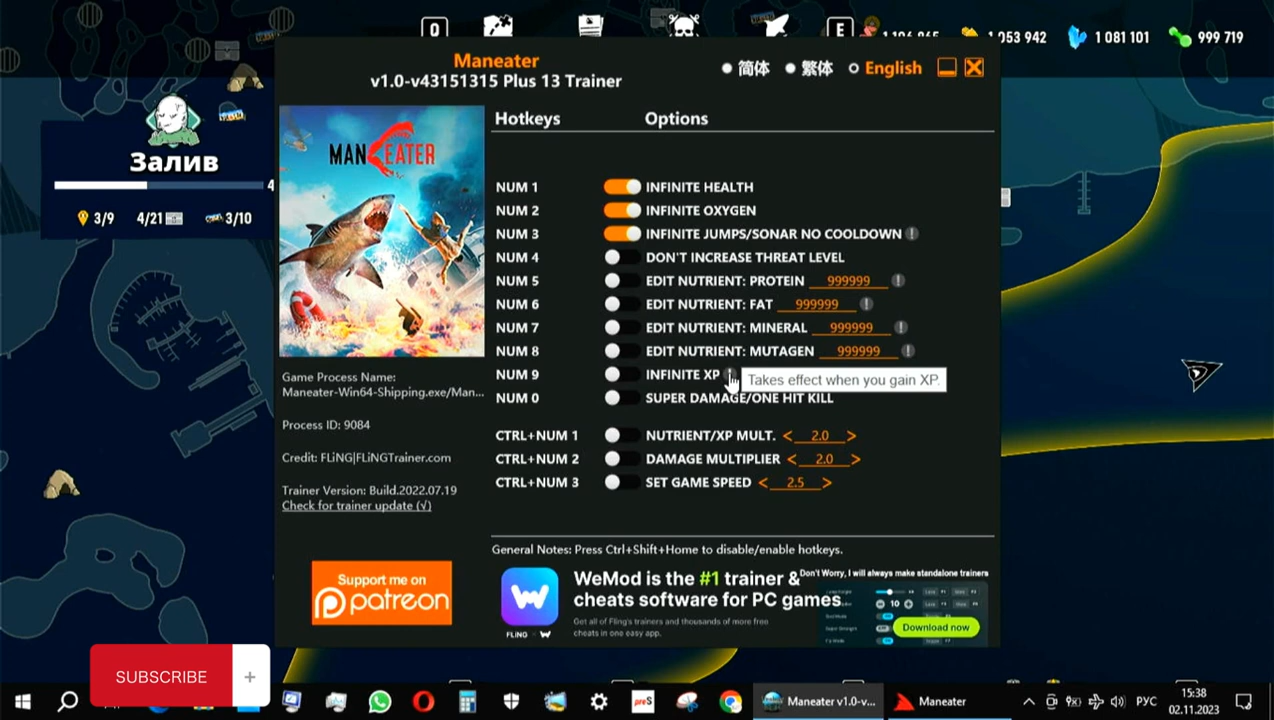 Q
E
1 053 942
1 081 101
999 719
Залив
4
3/9
4/21
3/10
Maneater
v1.0-v43151315 Plus 13 Trainer
简体
繁体
English
MANEATER
Hotkeys
Options
NUM 1 INFINITE HEALTH
NUM 2 INFINITE OXYGEN
NUM 3 INFINITE JUMPS/SONAR NO COOLDOWN !
NUM 4 DON'T INCREASE THREAT LEVEL
NUM 5 EDIT NUTRIENT: PROTEIN 999999 !
NUM 6 EDIT NUTRIENT: FAT 999999 !
NUM 7 EDIT NUTRIENT: MINERAL 999999 !
NUM 8 EDIT NUTRIENT: MUTAGEN 999999 !
NUM 9 INFINITE XP
Takes effect when you gain XP.
NUM 0 SUPER DAMAGE/ONE HIT KILL
CTRL+NUM 1 NUTRIENT/XP MULT. < 2.0 >
CTRL+NUM 2 DAMAGE MULTIPLIER < 2.0 >
CTRL+NUM 3 SET GAME SPEED < 2.5 >
Game Process Name:
Maneater-Win64-Shipping.exe/Man...
Process ID: 9084
Credit: FLiNG|FLiNGTrainer.com
Trainer Version: Build.2022.07.19
Check for trainer update (√)
General Notes: Press Ctrl+Shift+Home to disable/enable hotkeys.
Support me on
patreon
FLiNG
WeMod is the #1 trainer &
cheats software for PC games
Get all of Fling's trainers and thousands of more free
cheats in one easy app.
Don't Worry, I will always make standalone trainers
10
Download now
SUBSCRIBE +
preS
Maneater v1.0-v...
Maneater
РУС
15:38
02.11.2023